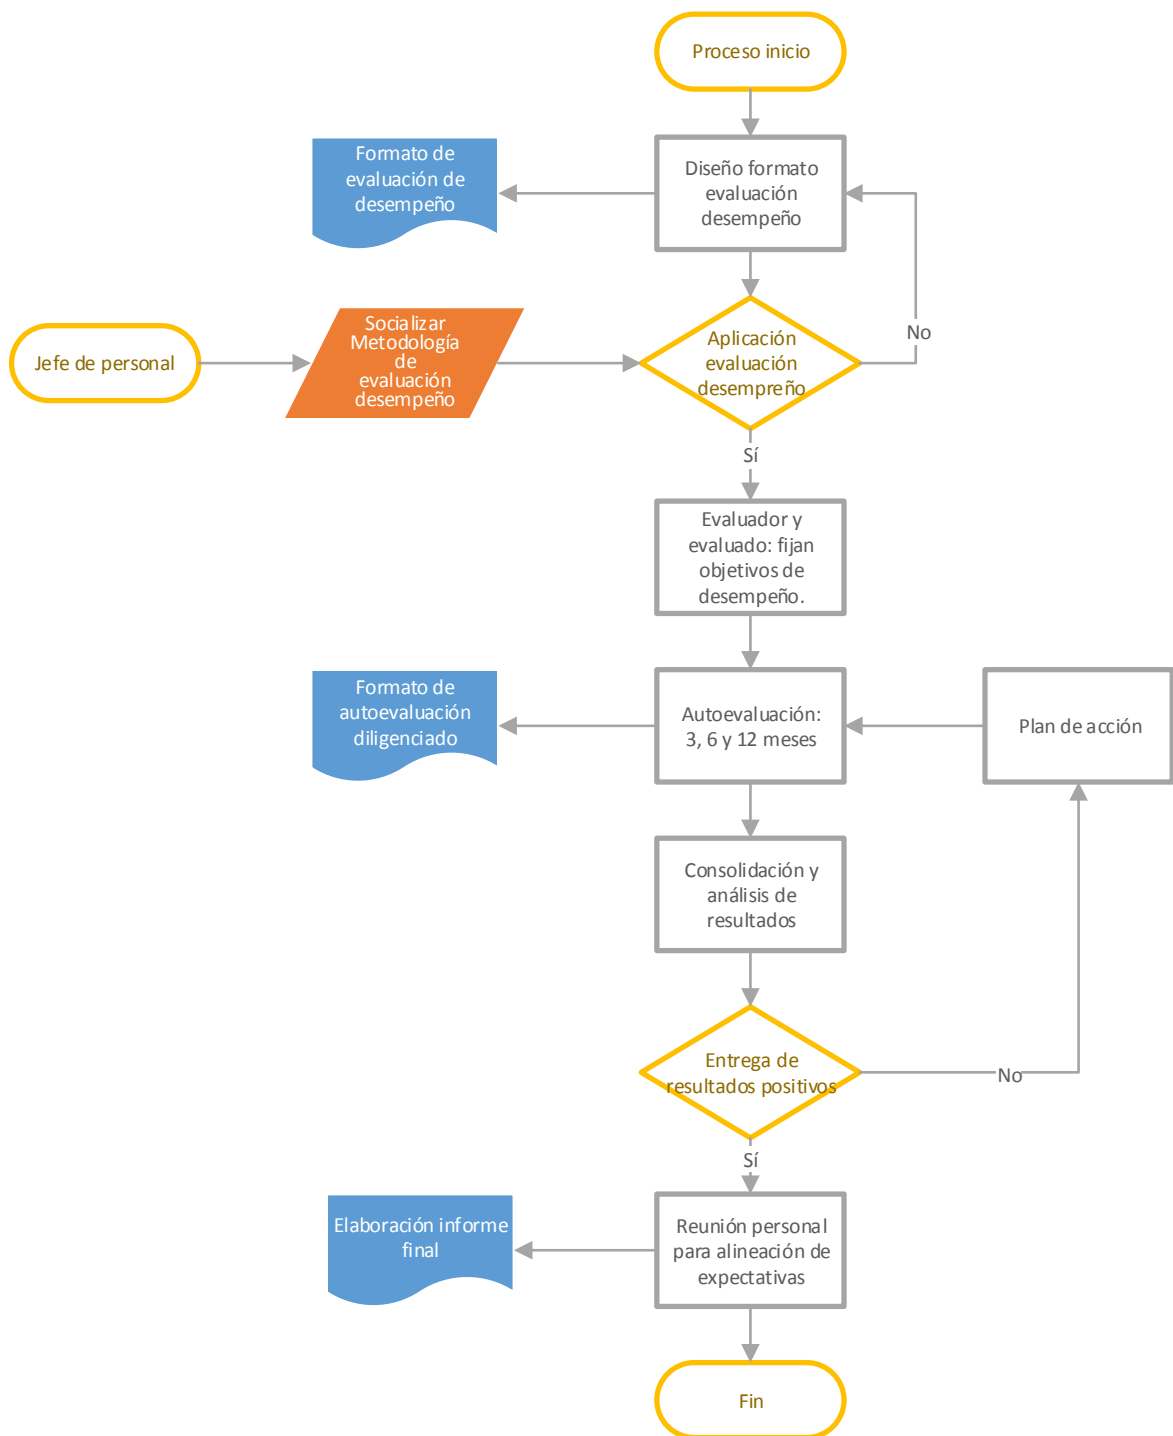 Proceso inicio
Formato de
evaluación de
desempeño
Diseño formato
evaluación
desempeño
No
Jefe de personal
Socializar
Metodología
de
evaluación
desempeño
Aplicación
evaluación
desempreño
Sí
Evaluador y
evaluado: fijan
objetivos de
desempeño.
Formato de
autoevaluación
diligenciado
Autoevaluación:
3, 6 y 12 meses
Plan de acción
Consolidación y
análisis de
resultados
Entrega de
resultados positivos
No
Sí
Elaboración informe
final
Reunión personal
para alineación de
expectativas
Fin